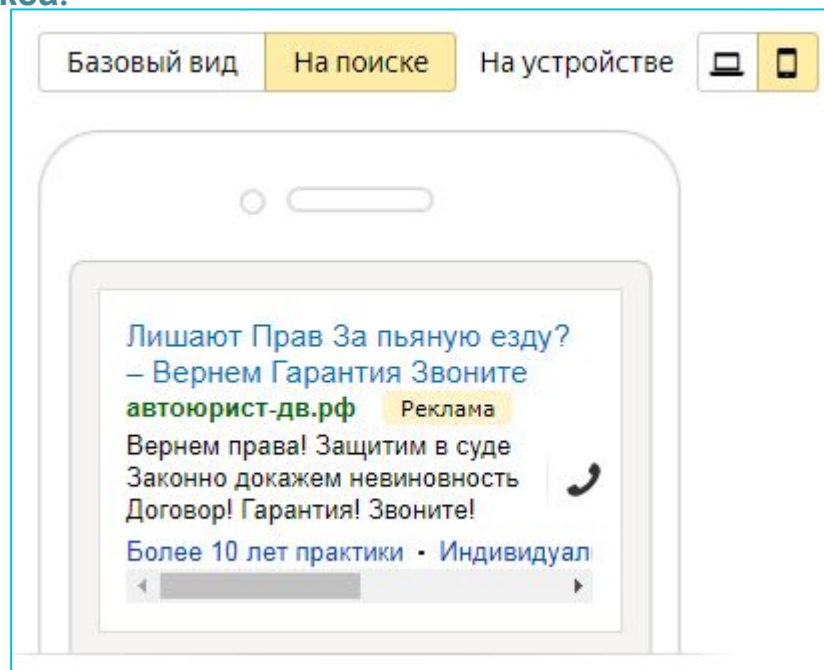 Базовый вид На поиске На устройстве
Лишают Прав За пьяную езду?
– Вернем Гарантия Звоните
автоюрист-дв.рф Реклама
Вернем права! Защитим в суде
Законно докажем невиновность
Договор! Гарантия! Звоните!
Более 10 лет практики · Индивидуал